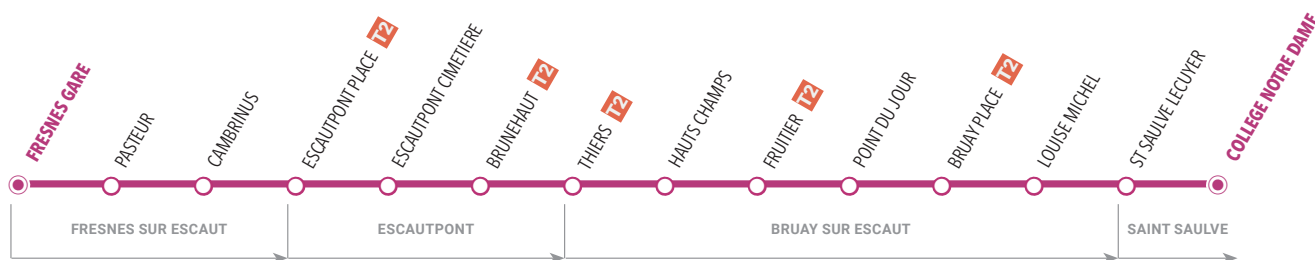 FRESNES GARE
PASTEUR
CAMBRINUS
ESCAUTPONT PLACE T2
ESCAUTPONT CIMETIERE
BRUNEHAUT T2
THIERS T2
HAUTS CHAMPS
FRUITIER T2
POINT DU JOUR
BRUAY PLACE T2
LOUISE MICHEL
ST SAULVE LECUYER
COLLEGE NOTRE DAME
FRESNES SUR ESCAUT
ESCAUTPONT
BRUAY SUR ESCAUT
SAINT SAULVE